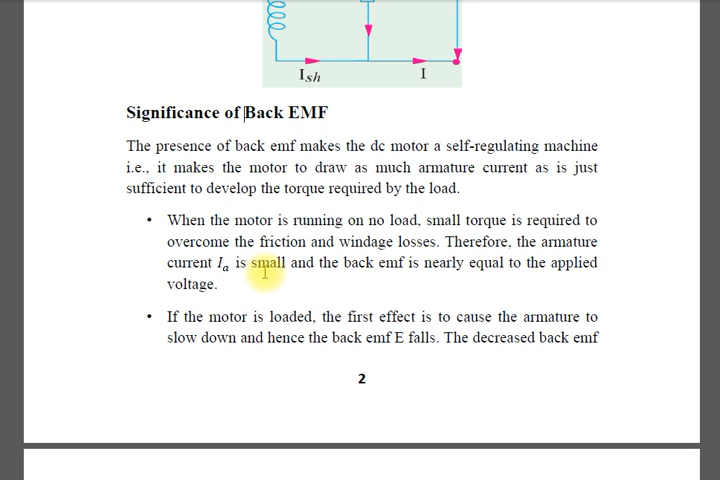 Ish I
Significance of Back EMF
The presence of back emf makes the dc motor a self-regulating machine
i.e., it makes the motor to draw as much armature current as is just
sufficient to develop the torque required by the load.
• When the motor is running on no load, small torque is required to
overcome the friction and windage losses. Therefore, the armature
current Ia is small and the back emf is nearly equal to the applied
voltage.
• If the motor is loaded, the first effect is to cause the armature to
slow down and hence the back emf E falls. The decreased back emf
2